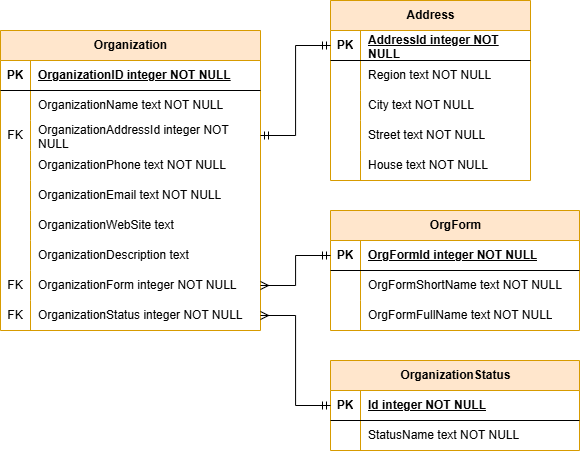 Organization
PK OrganizationID integer NOT NULL
OrganizationName text NOT NULL
FK OrganizationAddressId integer NOT
NULL
OrganizationPhone text NOT NULL
OrganizationEmail text NOT NULL
OrganizationWebSite text
OrganizationDescription text
FK OrganizationForm integer NOT NULL
FK OrganizationStatus integer NOT NULL
Address
PK AddressId integer NOT
NULL
Region text NOT NULL
City text NOT NULL
Street text NOT NULL
House text NOT NULL
OrgForm
PK OrgFormId integer NOT NULL
OrgFormShortName text NOT NULL
OrgFormFullName text NOT NULL
OrganizationStatus
PK Id integer NOT NULL
StatusName text NOT NULL